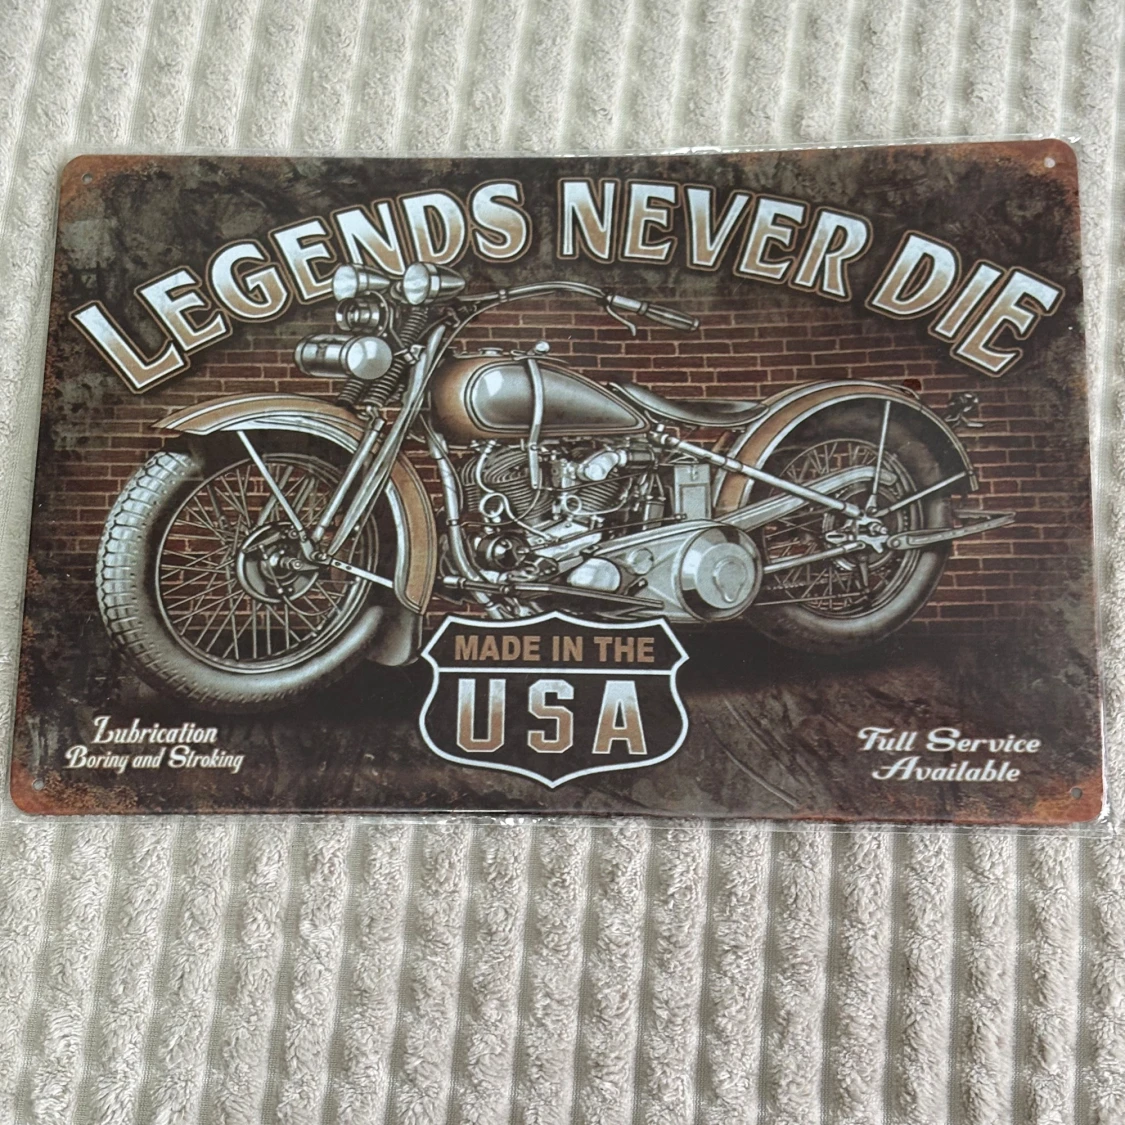 LEGENDS NEVER DIE
MADE IN THE
USA
Lubrication
Boring and Stroking
Full Service
Available